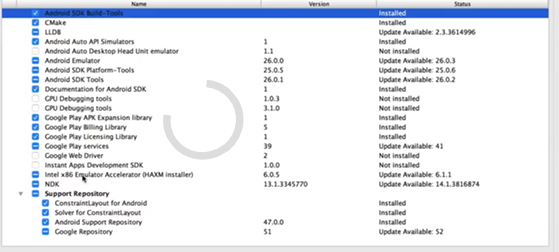 Name Version Status
Android SDK Build-Tools Installed
CMake Installed
LLDB Update Available: 2.3.3614996
Android Auto API Simulators 1 Installed
Android Auto Desktop Head Unit emulator 1.1 Not installed
Android Emulator 26.0.0 Update Available: 26.0.3
Android SDK Platform-Tools 25.0.5 Update Available: 25.0.6
Android SDK Tools 26.0.1 Update Available: 26.0.2
Documentation for Android SDK 1 Installed
GPU Debugging tools 1.0.3 Not installed
GPU Debugging tools 3.1.0 Not installed
Google Play APK Expansion library 1 Installed
Google Play Billing Library 5 Installed
Google Play Licensing Library 1 Installed
Google Play services 39 Update Available: 41
Google Web Driver 2 Not installed
Instant Apps Development SDK 1.0.0 Not installed
Intel x86 Emulator Accelerator (HAXM installer) 6.0.5 Update Available: 6.1.1
NDK 13.1.3345770 Update Available: 14.1.3816874
Support Repository
ConstraintLayout for Android Installed
Solver for ConstraintLayout Installed
Android Support Repository 47.0.0 Installed
Google Repository 51 Update Available: 52